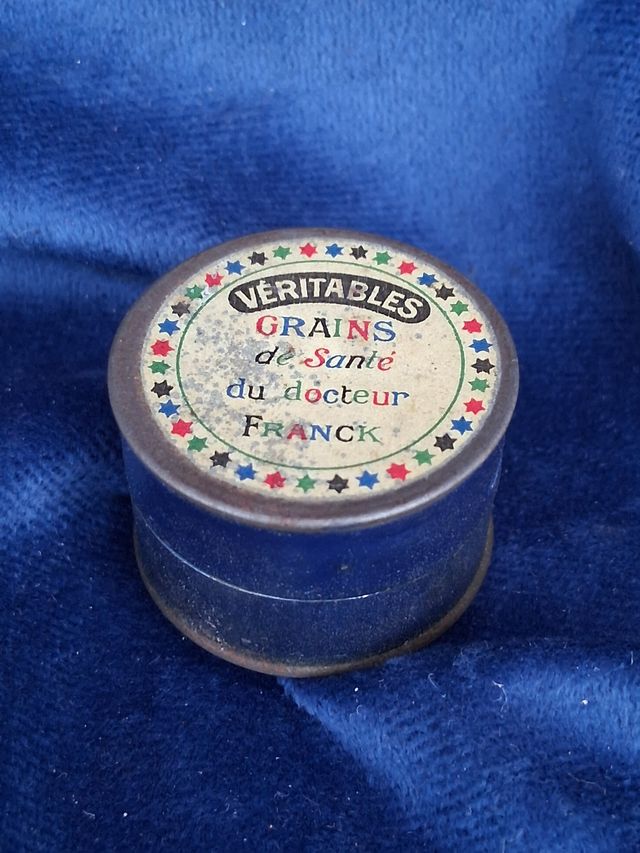 VÉRITABLES
GRAINS
de Santé
du docteur
FRANCK